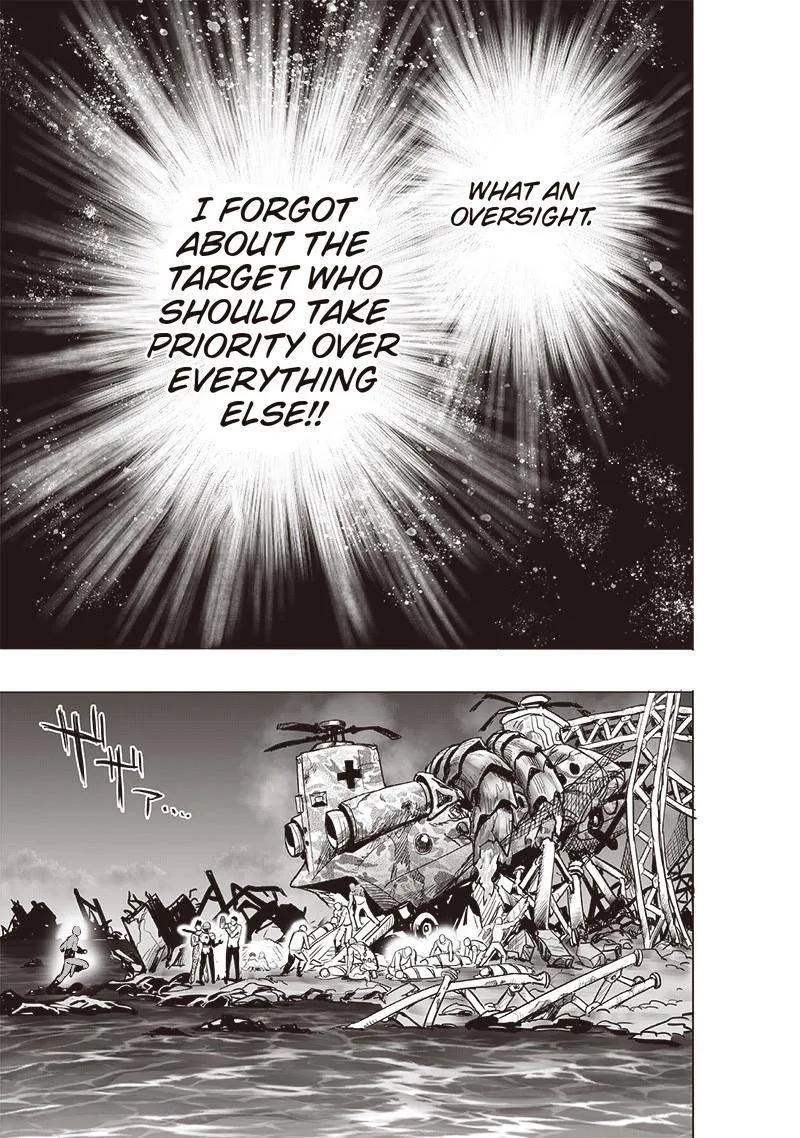 WHAT AN
OVERSIGHT.
I FORGOT
ABOUT THE
TARGET WHO
SHOULD TAKE
PRIORITY OVER
EVERYTHING
ELSE!!
ザザァ....